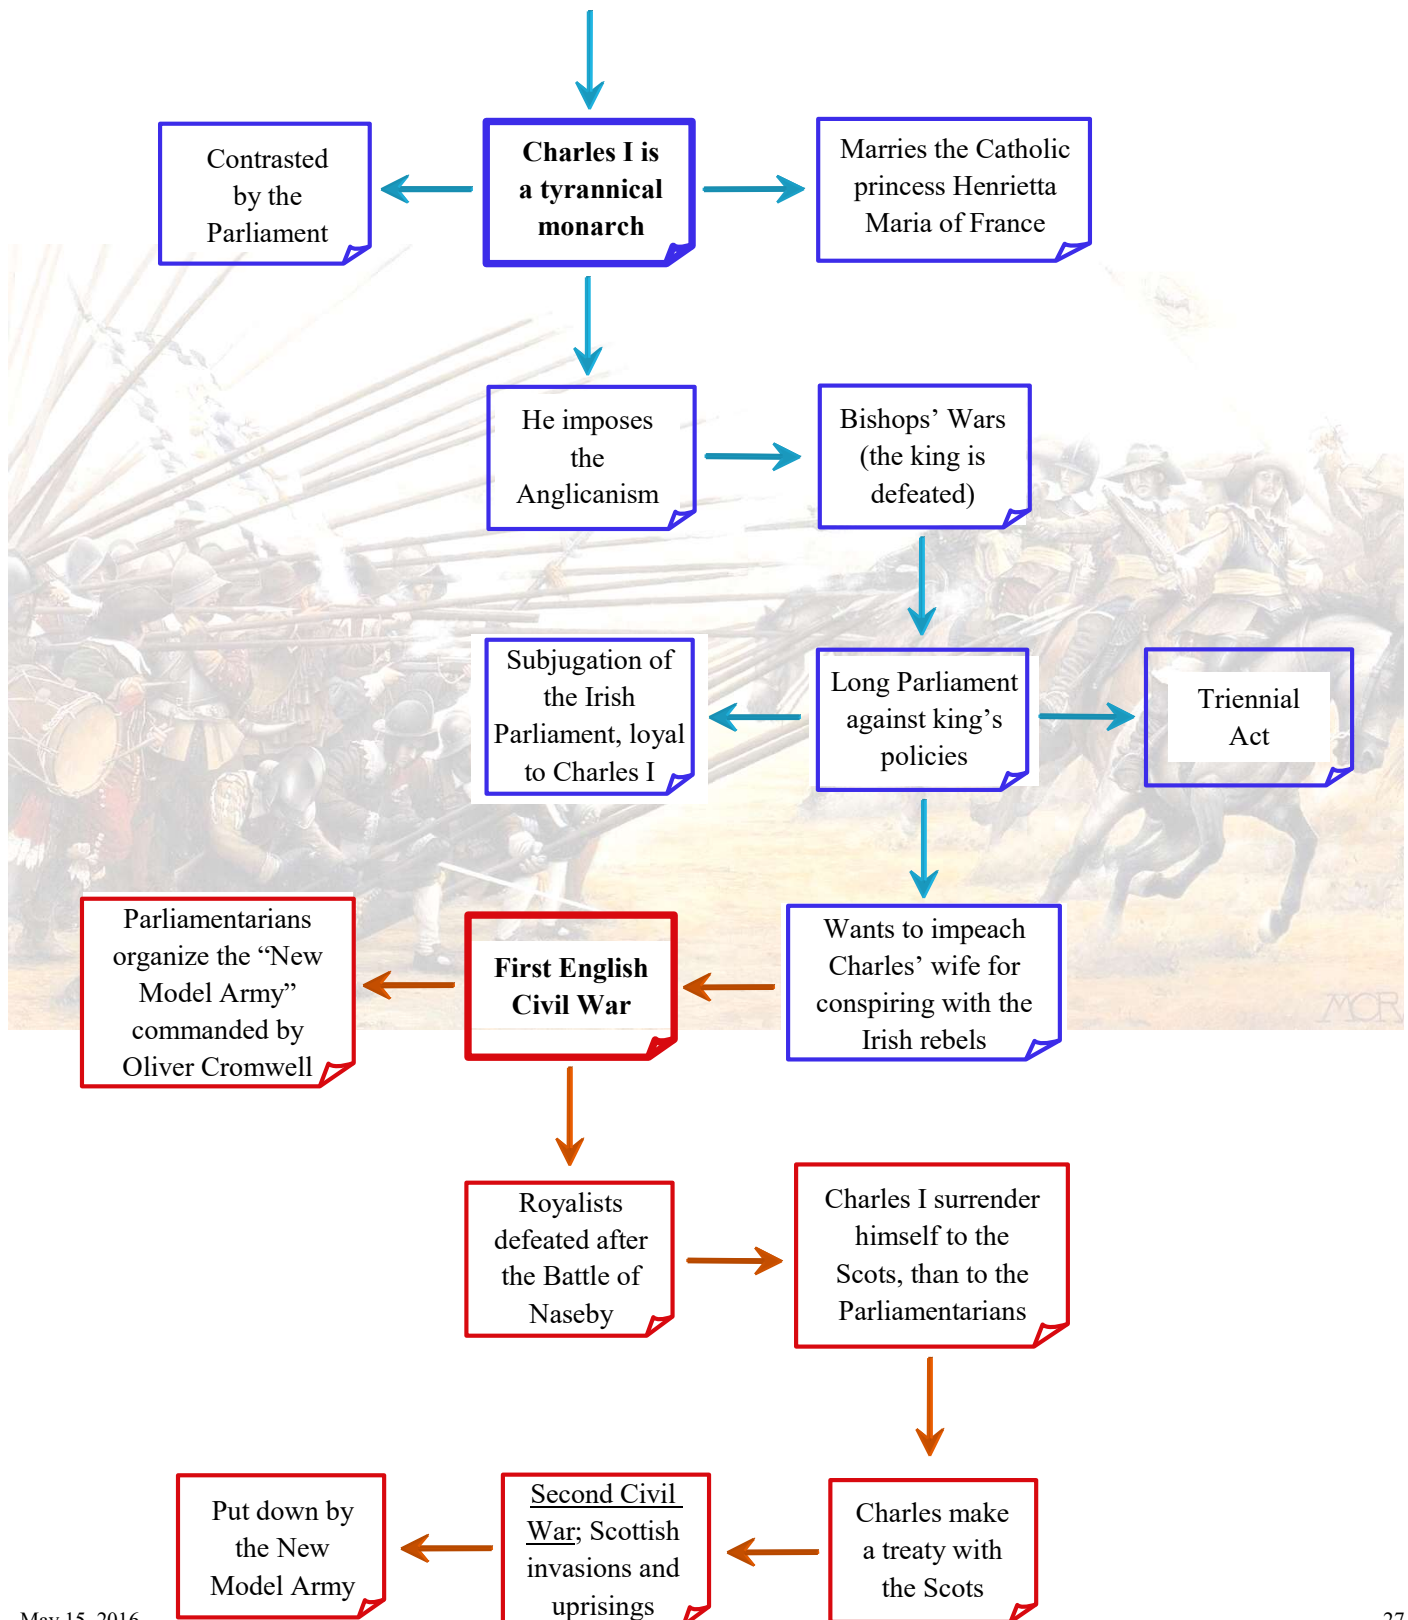 Contrasted
by the
Parliament
Charles I is
a tyrannical
monarch
Marries the Catholic
princess Henrietta
Maria of France
He imposes
the
Anglicanism
Bishops’ Wars
(the king is
defeated)
Subjugation of
the Irish
Parliament, loyal
to Charles I
Long Parliament
against king’s
policies
Triennial
Act
Parliamentarians
organize the “New
Model Army”
commanded by
Oliver Cromwell
First English
Civil War
Wants to impeach
Charles’ wife for
conspiring with the
Irish rebels
MCR
Royalists
defeated after
the Battle of
Naseby
Charles I surrender
himself to the
Scots, than to the
Parliamentarians
Put down by
the New
Model Army
Second Civil
War; Scottish
invasions and
uprisings
Charles make
a treaty with
the Scots
May 15, 2016
27